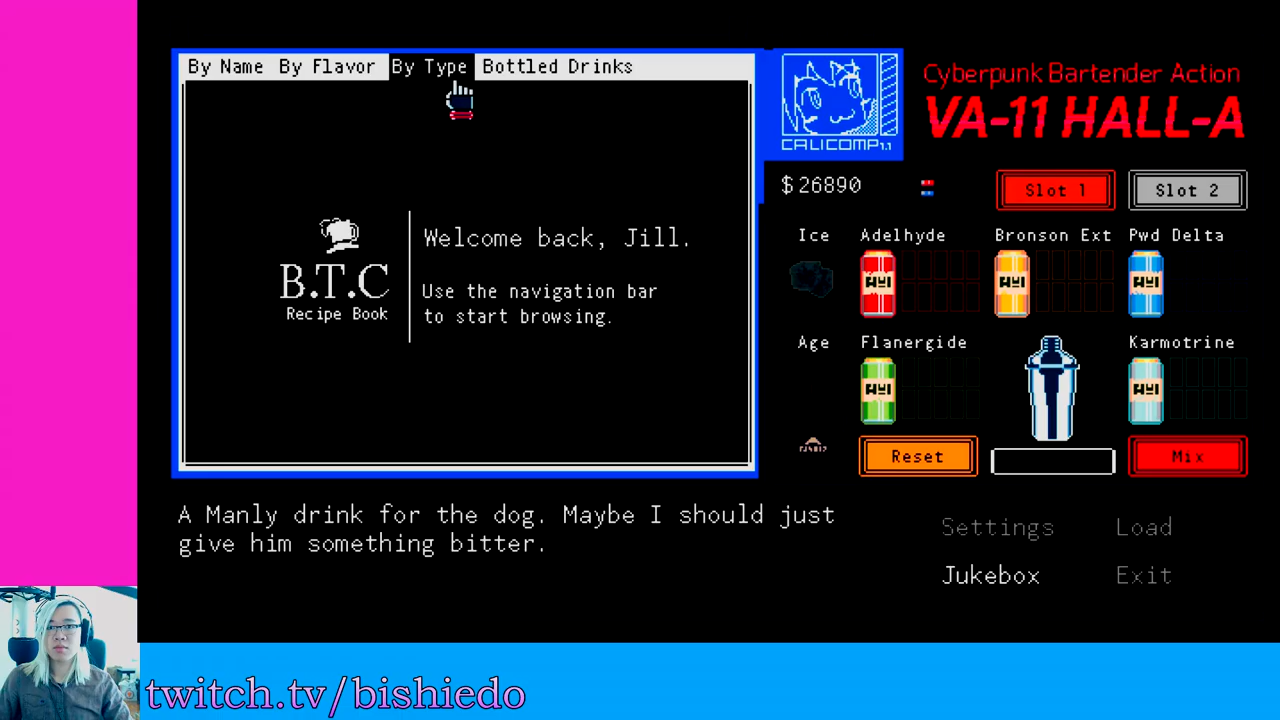 By Name By Flavor By Type Bottled Drinks
B.T.C
Recipe Book
Welcome back, Jill.
Use the navigation bar
to start browsing.
CALICOMP1.1
Cyberpunk Bartender Action
VA-11 HALL-A
$26890
Slot 1
Slot 2
Ice
Adelhyde
Bronson Ext
Pwd Delta
Age
Flanergide
Karmotrine
Reset
Mix
A Manly drink for the dog. Maybe I should just
give him something bitter.
Settings
Load
Jukebox
Exit
twitch.tv/bishiedo